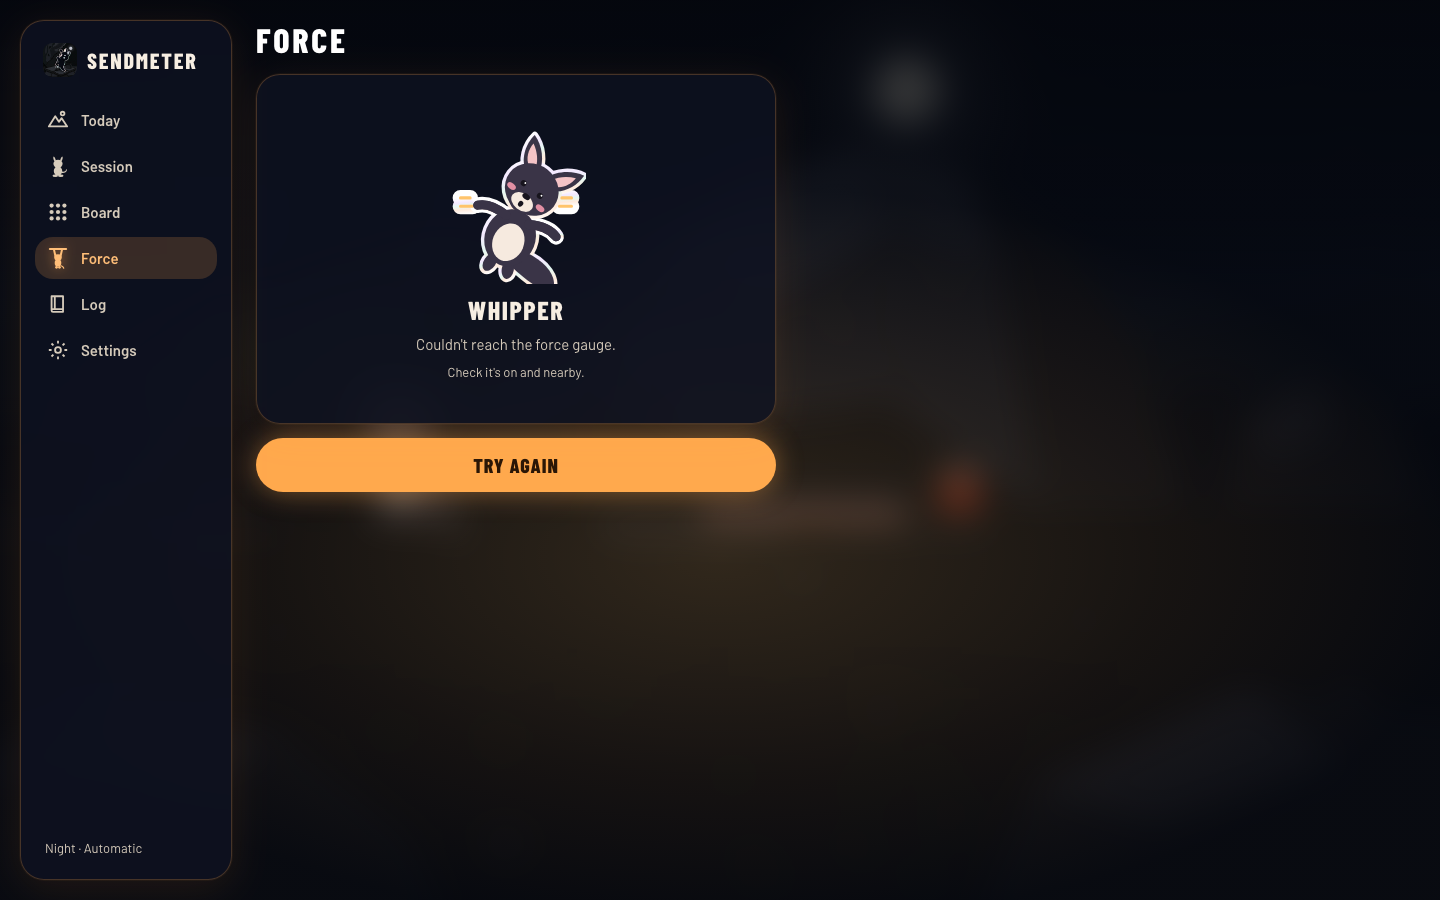 SENDMETER
Today
Session
Board
Force
Log
Settings
Night · Automatic
FORCE
WHIPPER
Couldn't reach the force gauge.
Check it's on and nearby.
TRY AGAIN